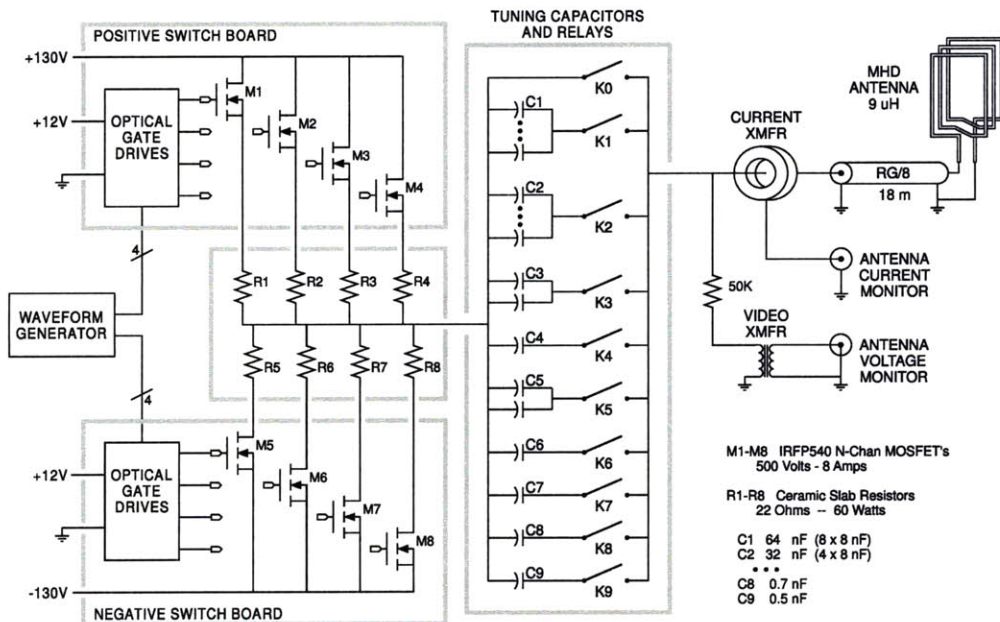 TUNING CAPACITORS
AND RELAYS
POSITIVE SWITCH BOARD
+130V
+12V
OPTICAL
GATE
DRIVES
M1
M2
M3
M4
4
R1
R2
R3
R4
WAVEFORM
GENERATOR
R5
R6
R7
R8
4
+12V
OPTICAL
GATE
DRIVES
M5
M6
M7
M8
-130V
NEGATIVE SWITCH BOARD
K0
C1
K1
C2
K2
C3
K3
C4
K4
C5
K5
C6
K6
C7
K7
C8
K8
C9
K9
MHD
ANTENNA
9 uH
CURRENT
XMFR
RG/8
18 m
ANTENNA
CURRENT
MONITOR
50K
VIDEO
XMFR
ANTENNA
VOLTAGE
MONITOR
M1-M8 IRFP540 N-Chan MOSFET's
500 Volts - 8 Amps
R1-R8 Ceramic Slab Resistors
22 Ohms -- 60 Watts
C1 64 nF (8 x 8 nF)
C2 32 nF (4 x 8 nF)
• • •
C8 0.7 nF
C9 0.5 nF